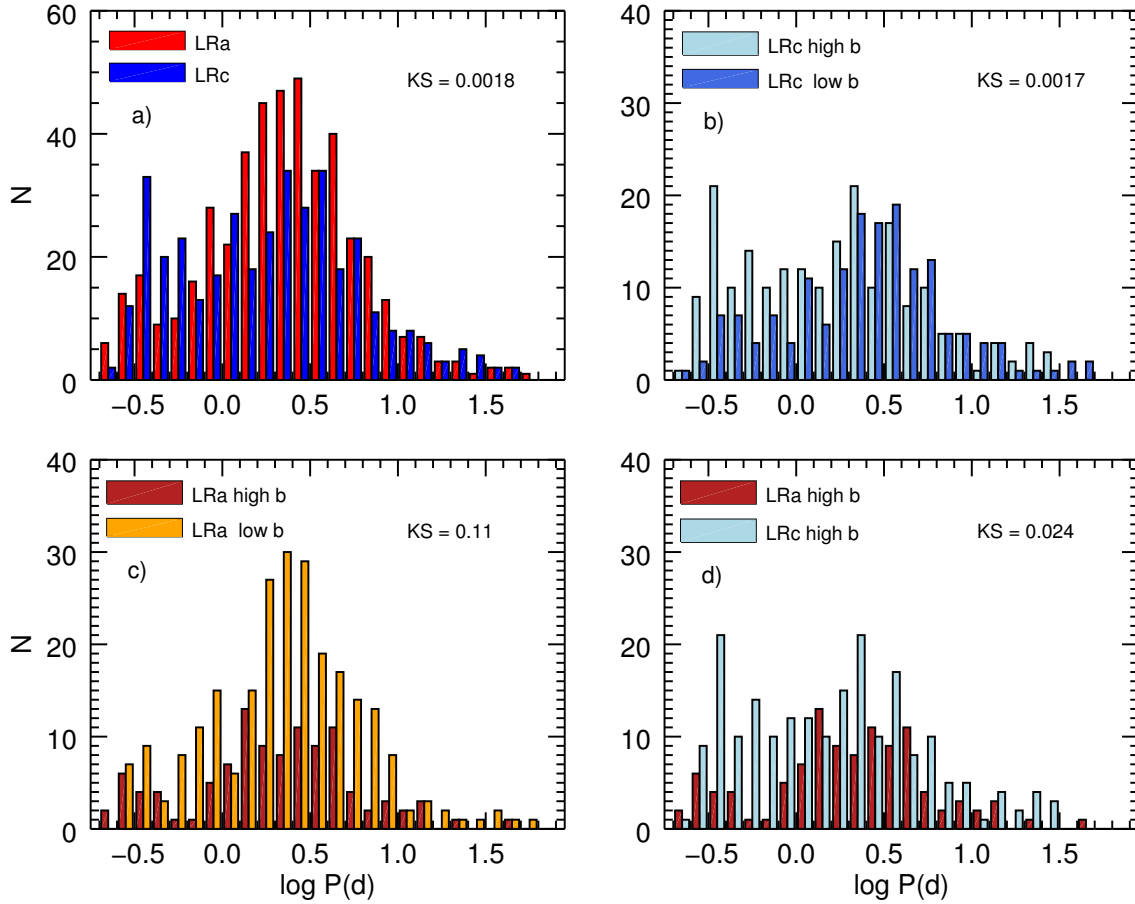 60
40
20
0
N
LRa
LRc
KS = 0.0018
a)
−0.5 0.0 0.5 1.0 1.5
40
30
20
10
0
LRc high b
LRc low b
KS = 0.0017
b)
−0.5 0.0 0.5 1.0 1.5
40
30
20
10
0
N
LRa high b
LRa low b
KS = 0.11
c)
−0.5 0.0 0.5 1.0 1.5
log P(d)
40
30
20
10
0
LRa high b
LRc high b
KS = 0.024
d)
−0.5 0.0 0.5 1.0 1.5
log P(d)